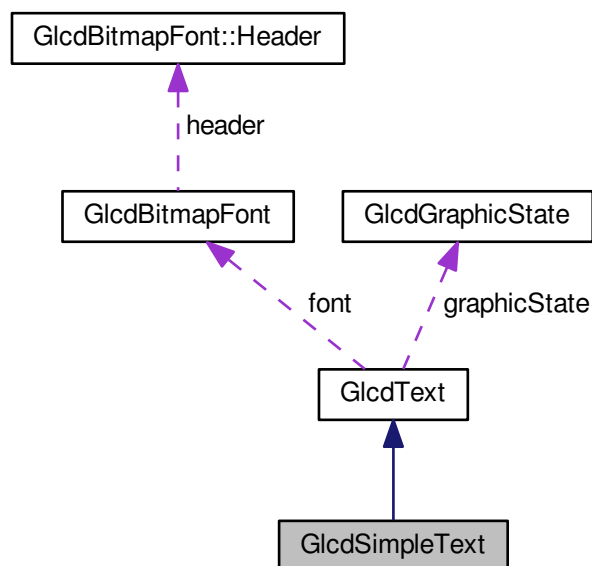 GlcdBitmapFont::Header
header
GlcdBitmapFont
GlcdGraphicState
font
graphicState
GlcdText
GlcdSimpleText